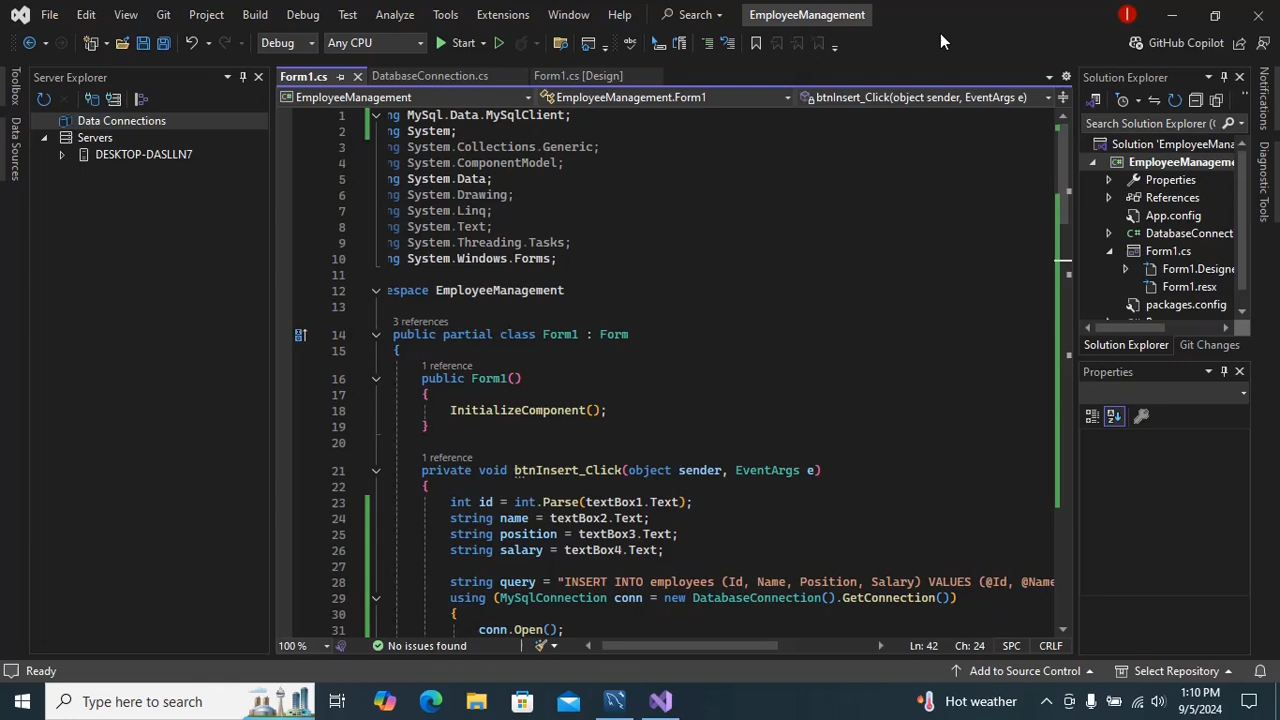 File Edit View Git Project Build Debug Test Analyze Tools Extensions Window Help Search EmployeeManagement
Debug Any CPU Start GitHub Copilot
Server Explorer
Form1.cs DatabaseConnection.cs Form1.cs [Design]
Solution Explorer
EmployeeManagement EmployeeManagement.Form1 btnInsert_Click(object sender, EventArgs e)
Toolbox
Data Sources
Data Connections
Servers
DESKTOP-DASLLN7
1 ng MySql.Data.MySqlClient;
2 ng System;
3 ng System.Collections.Generic;
4 ng System.ComponentModel;
5 ng System.Data;
6 ng System.Drawing;
7 ng System.Linq;
8 ng System.Text;
9 ng System.Threading.Tasks;
10 ng System.Windows.Forms;
11
12 espace EmployeeManagement
13
3 references
14 public partial class Form1 : Form
15 {
1 reference
16 public Form1()
17 {
18 InitializeComponent();
19 }
20
1 reference
21 private void btnInsert_Click(object sender, EventArgs e)
22 {
23 int id = int.Parse(textBox1.Text);
24 string name = textBox2.Text;
25 string position = textBox3.Text;
26 string salary = textBox4.Text;
27
28 string query = "INSERT INTO employees (Id, Name, Position, Salary) VALUES (@Id, @Name
29 using (MySqlConnection conn = new DatabaseConnection().GetConnection())
30 {
31 conn.Open();
100 % No issues found Ln: 42 Ch: 24 SPC CRLF
Search Solution Explorer (C
Solution 'EmployeeManag
EmployeeManageme
Properties
References
App.config
DatabaseConnect
Form1.cs
Form1.Designe
Form1.resx
packages.config
Solution Explorer Git Changes
Properties
Notifications
Diagnostic Tools
Ready Add to Source Control Select Repository
Type here to search Hot weather 1:10 PM
9/5/2024